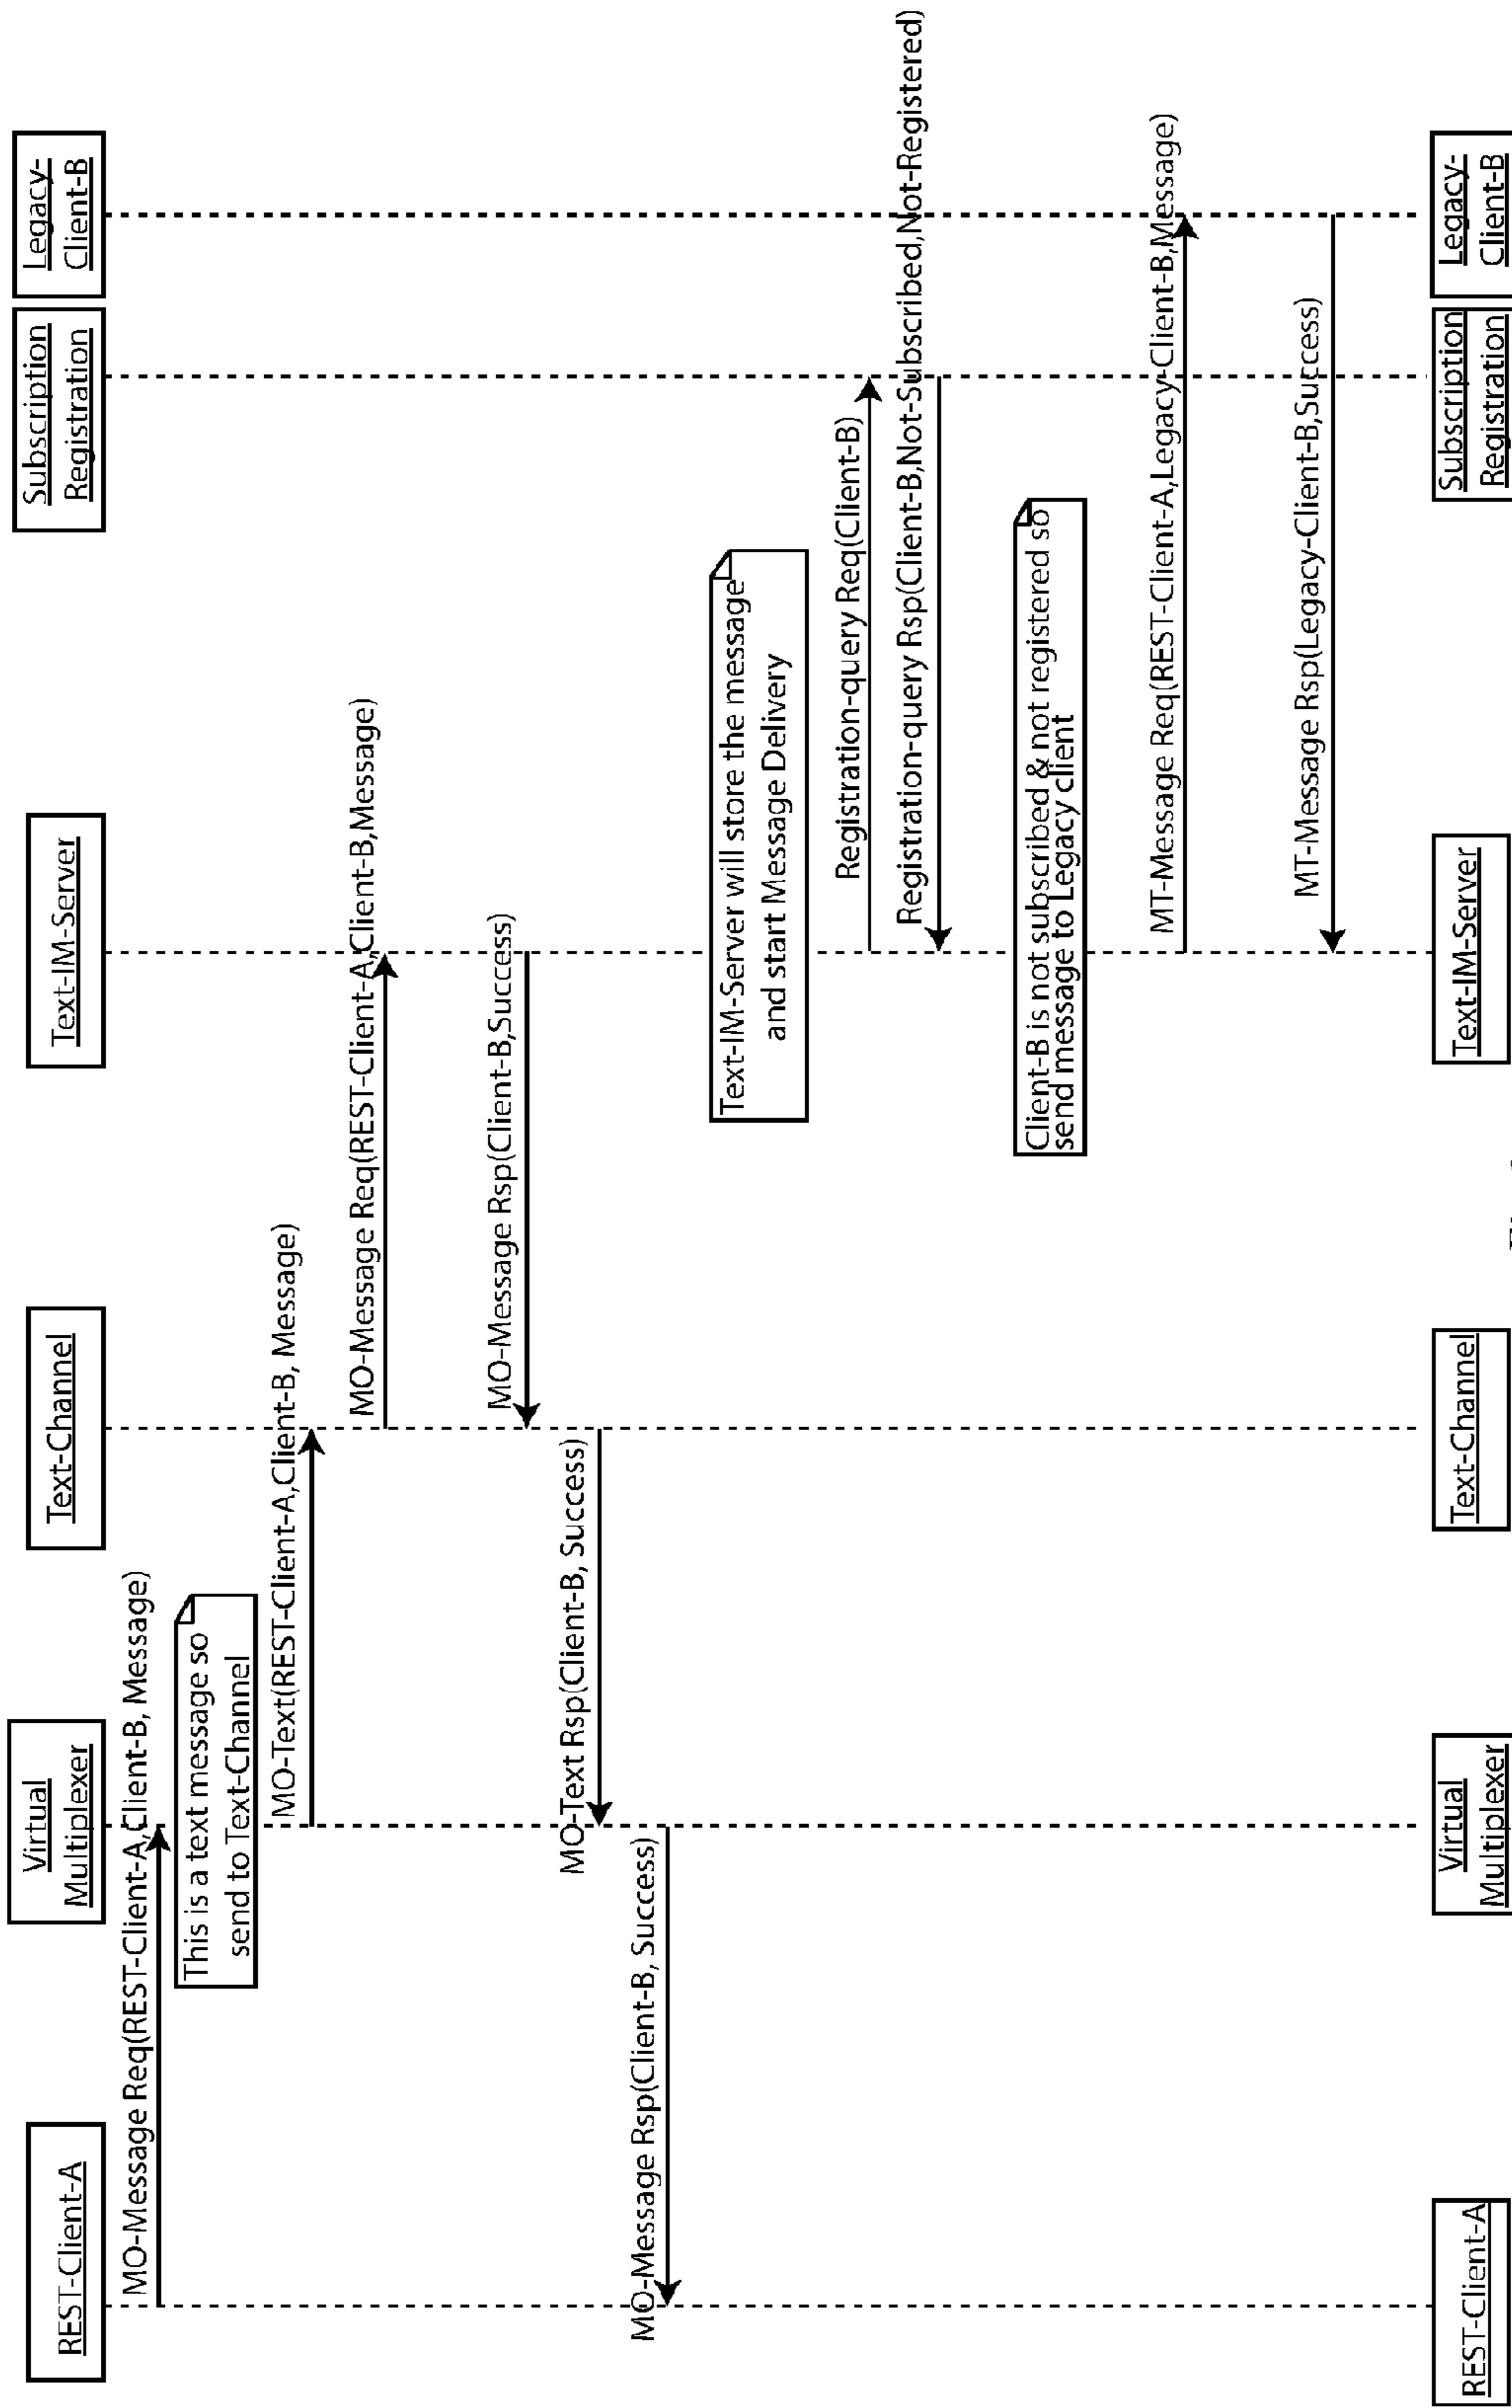 REST-Client-A
Virtual
Multiplexer
Text-Channel
Text-IM-Server
Subscription
Registration
Legacy-
Client-B
MO-Message Req(REST-Client-A,Client-B, Message)
This is a text message so
send to Text-Channel
MO-Text(REST-Client-A,Client-B, Message)
MO-Message Req(REST-Client-A,Client-B,Message)
MO-Message Rsp(Client-B,Success)
MO-Text Rsp(Client-B, Success)
MO-Message Rsp(Client-B, Success)
Text-IM-Server will store the message
and start Message Delivery
Registration-query Req(Client-B)
Registration-query Rsp(Client-B,Not-Subscribed,Not-Registered)
Client-B is not subscribed & not registered so
send message to Legacy client
MT-Message Req(REST-Client-A,Legacy-Client-B,Message)
MT-Message Rsp(Legacy-Client-B,Success)
REST-Client-A
Virtual
Multiplexer
Text-Channel
Text-IM-Server
Subscription
Registration
Legacy-
Client-B